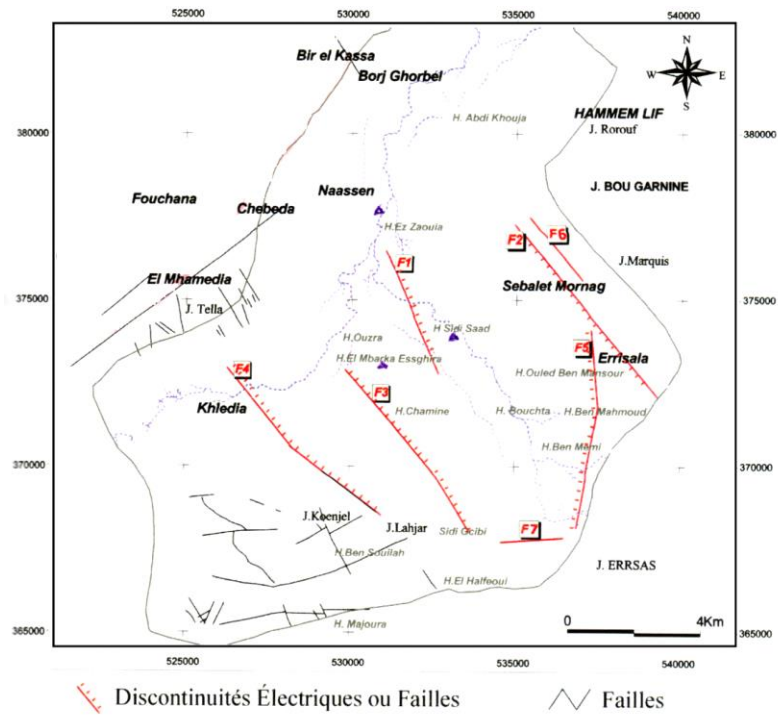 525000 530000 535000 540000
Bir el Kassa
Borj Ghorbel
N
W E
S
HAMMEM LIF
H. Abdi Khouja
J. Rorouf
380000 380000
J. BOU GARNINE
Fouchana
Naassen
Chebeda
H.Ez Zaouia
F2 F6
F1
J.Marquis
El Mhamedia
Sebalet Mornag
375000 375000
J. Tella
H Sidi Saad
H.Ouzra
F5
Errisala
H.El Mbarka Essghira
F4
H.Ouled Ben Mansour
F3
Khledia
H.Chamine
H. Bouchta
H.Ben Mahmoud
H.Ben Memi
370000 370000
J.Koenjel
J.Lahjar
Sidi Gcibi
F7
H.Ben Souilah
J. ERRSAS
H.El Halfeoui
H. Majoura
0 4Km
365000 365000
525000 530000 535000 540000
Discontinuités Électriques ou Failles
Failles